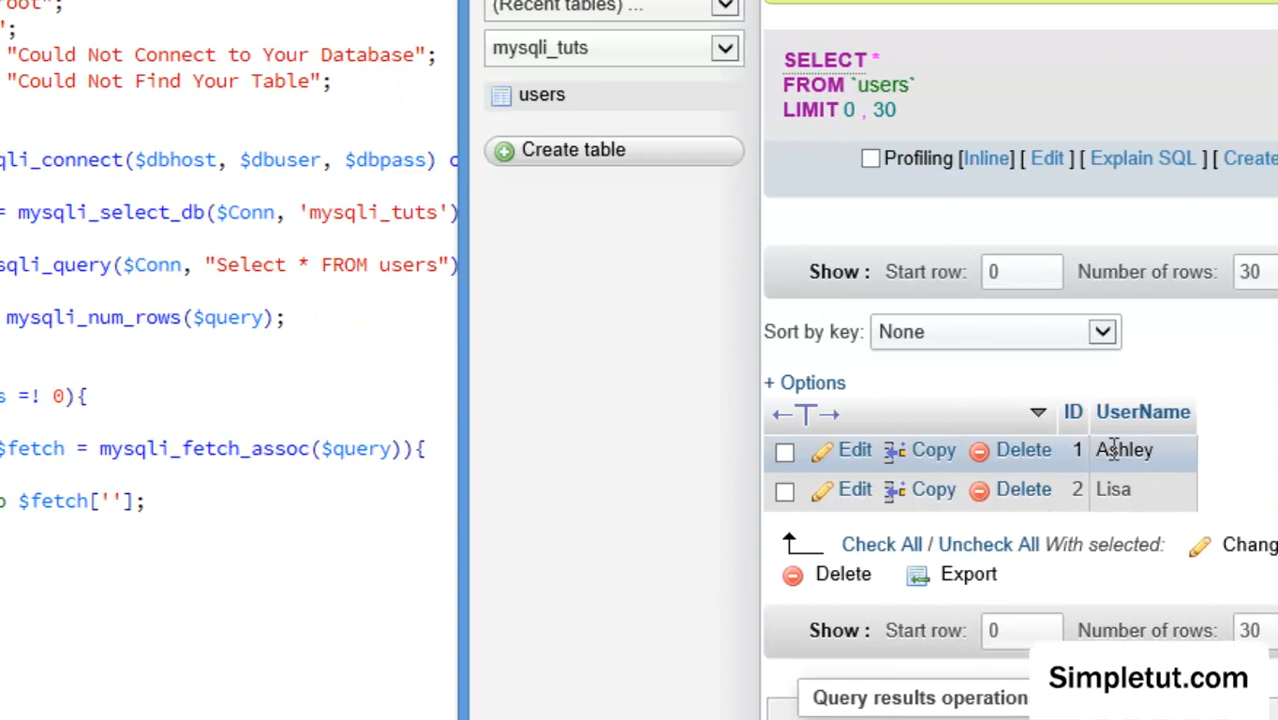 root";
";
"Could Not Connect to Your Database";
"Could Not Find Your Table";
qli_connect($dbhost, $dbuser, $dbpass) o
= mysqli_select_db($Conn, 'mysqli_tuts')
sqli_query($Conn, "Select * FROM users")
mysqli_num_rows($query);
s =! 0){
$fetch = mysqli_fetch_assoc($query)){
o $fetch[''];
(Recent tables) ...
mysqli_tuts
users
Create table
SELECT *
FROM `users`
LIMIT 0 , 30
Profiling [Inline] [ Edit ] [ Explain SQL ] [ Create
Show : Start row: 0 Number of rows: 30
Sort by key: None
+ Options
←T→ ID UserName
Edit Copy Delete 1 Ashley
Edit Copy Delete 2 Lisa
Check All / Uncheck All With selected: Chang
Delete Export
Show : Start row: 0 Number of rows: 30
Query results operation
Simpletut.com